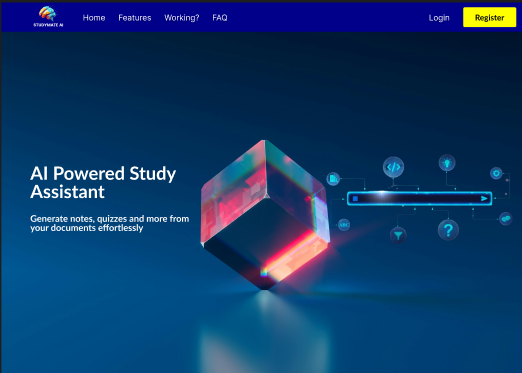 STUDYMATE AI
Home
Features
Working?
FAQ
Login
Register
AI Powered Study
Assistant
Generate notes, quizzes and more from
your documents effortlessly
</>
ABC
?